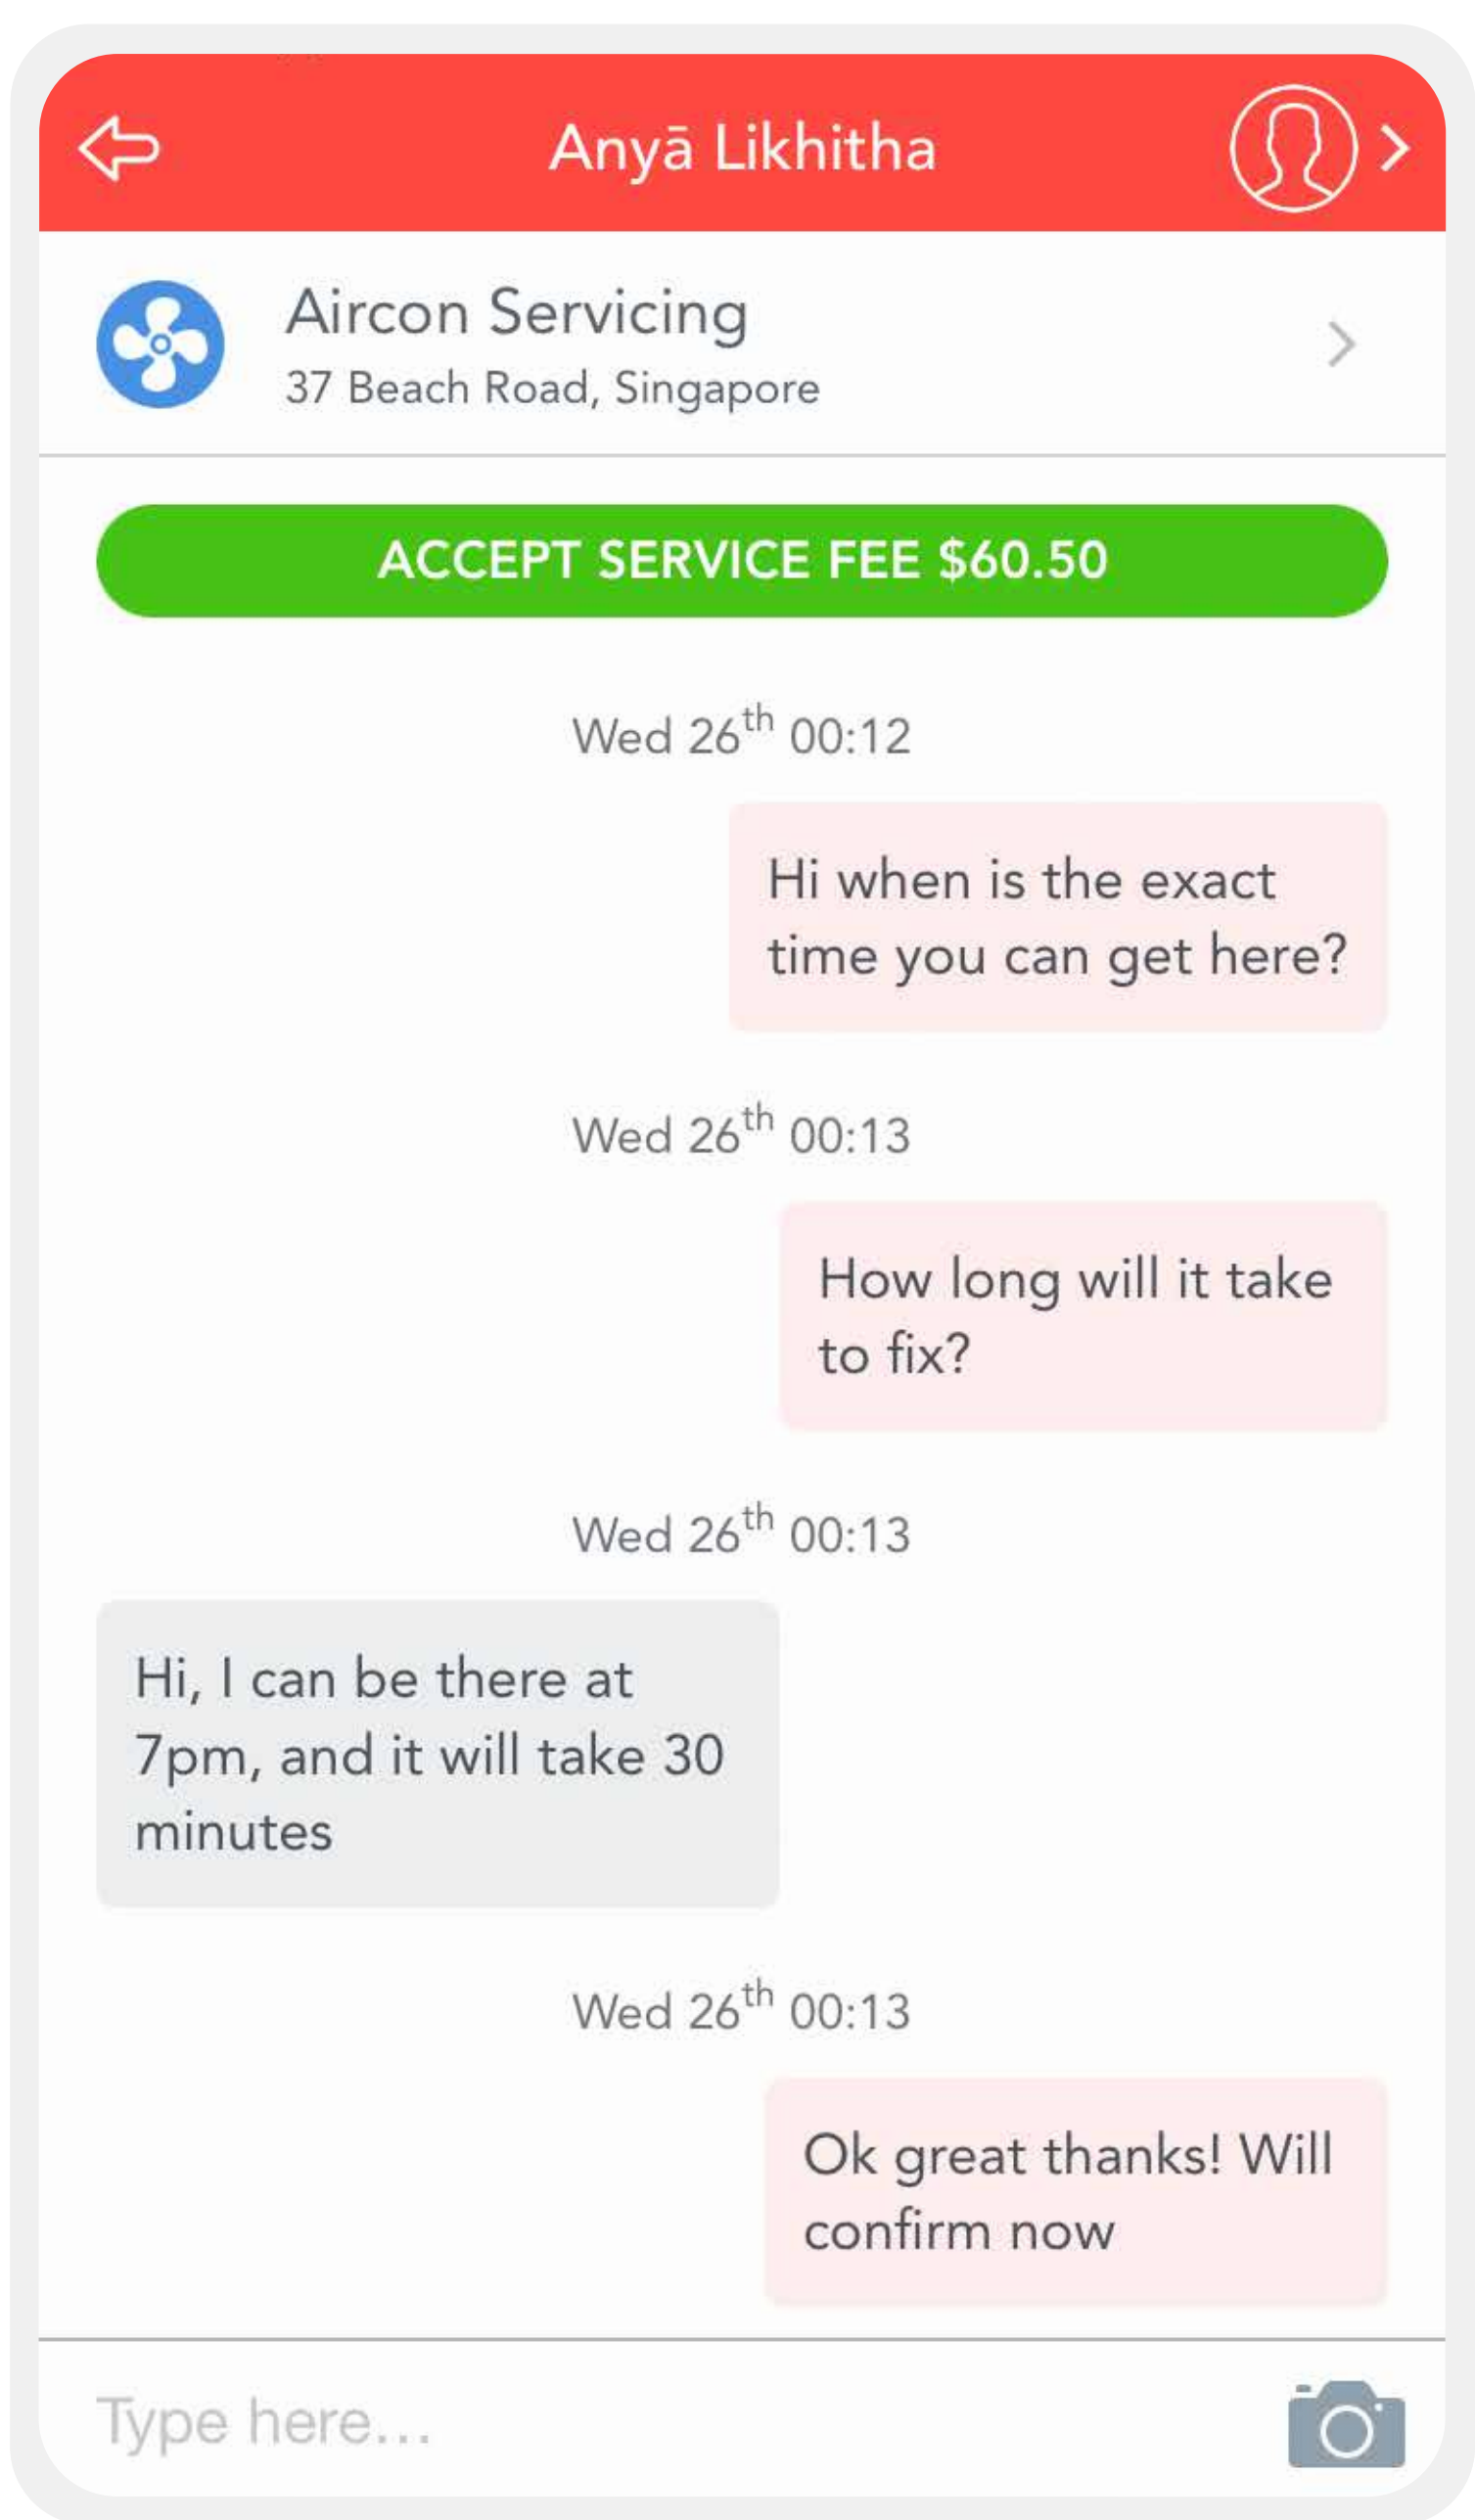 Anyā Likhitha
Aircon Servicing
37 Beach Road, Singapore
ACCEPT SERVICE FEE $60.50
Wed 26th 00:12
Hi when is the exact
time you can get here?
Wed 26th 00:13
How long will it take
to fix?
Wed 26th 00:13
Hi, I can be there at
7pm, and it will take 30
minutes
Wed 26th 00:13
Ok great thanks! Will
confirm now
Type here...